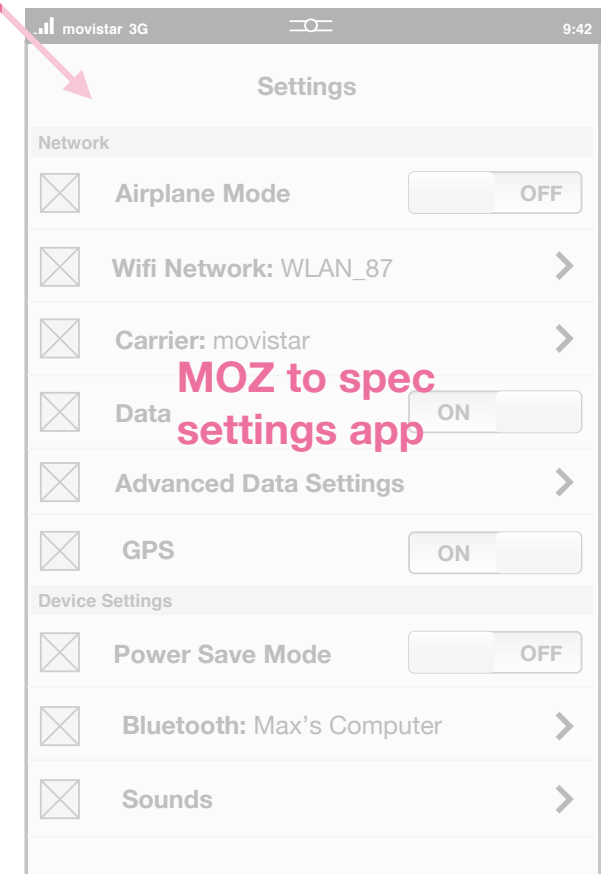 movistar 3G 9:42
Settings
Network
Airplane Mode OFF
Wifi Network: WLAN_87
Carrier: movistar
MOZ to spec
Data ON
settings app
Advanced Data Settings
GPS ON
Device Settings
Power Save Mode OFF
Bluetooth: Max’s Computer
Sounds